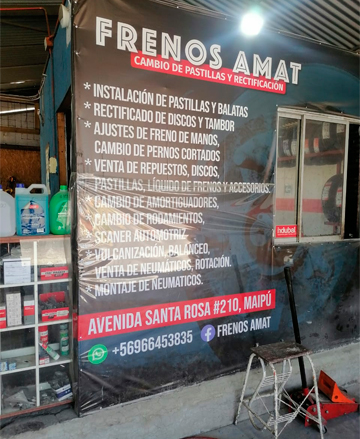 FRENOS AMAT
CAMBIO DE PASTILLAS Y RECTIFICACIÓN
* INSTALACIÓN DE PASTILLAS Y BALATAS
* RECTIFICADO DE DISCOS Y TAMBOR
* AJUSTES DE FRENO DE MANOS,
CAMBIO DE PERNOS CORTADOS
* VENTA DE REPUESTOS, DISCOS,
PASTILLAS, LÍQUIDO DE FRENOS Y ACCESORIOS.
* CAMBIO DE AMORTIGUADORES,
CAMBIO DE RODAMIENTOS,
* SCANER AUTOMOTRIZ
* VULCANIZACIÓN, BALANCEO,
VENTA DE NEUMÁTICOS, ROTACIÓN.
* MONTAJE DE NEUMATICOS.
AVENIDA SANTA ROSA #210, MAIPÚ
+56966453835 f FRENOS AMAT
indubal